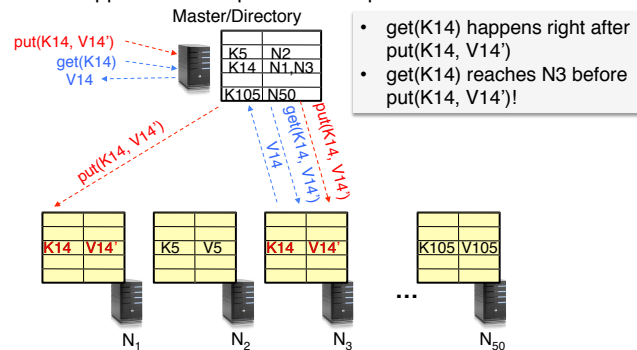 Master/Directory
put(K14, V14')
get(K14)
V14
K5 N2
K14 N1,N3
K105 N50
• get(K14) happens right after put(K14, V14')
• get(K14) reaches N3 before put(K14, V14')!
put(K14, V14')
V14
get(K14, V14')
put(K14, V14')
K14 V14'
K5 V5
K14 V14'
K105 V105
...
N1
N2
N3
N50